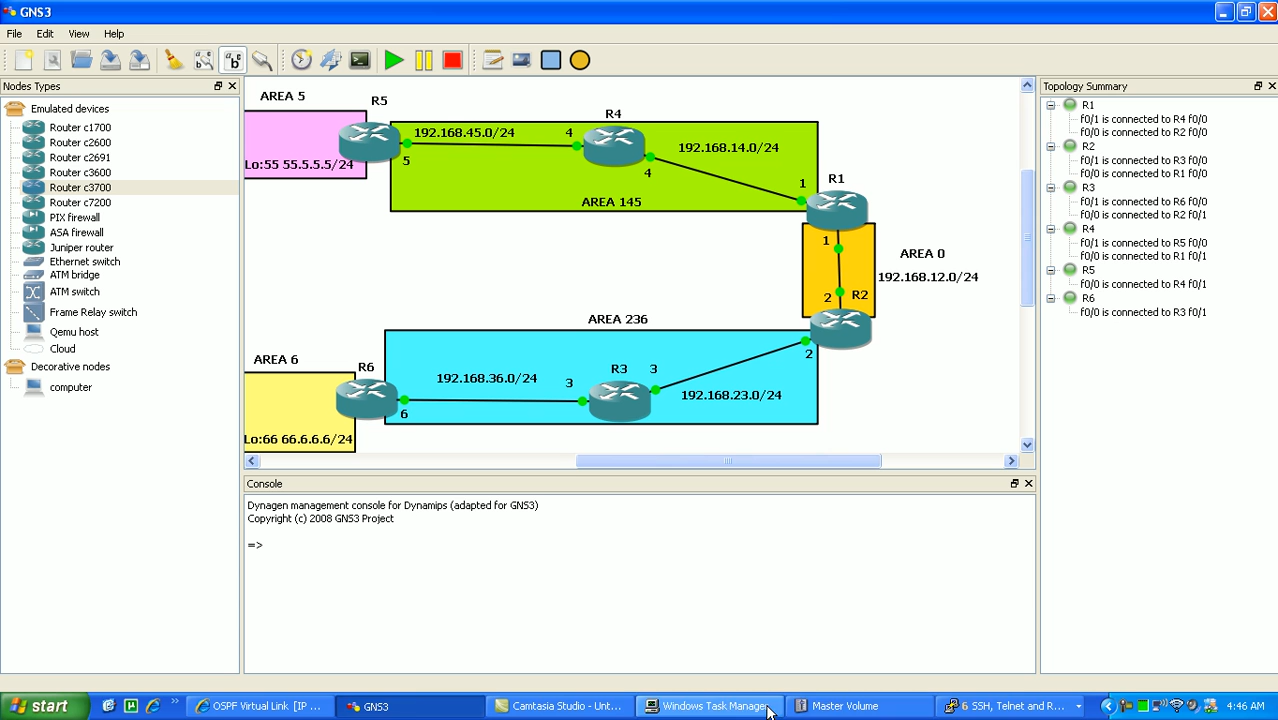 GNS3
File Edit View Help
Nodes Types
Emulated devices
Router c1700
Router c2600
Router c2691
Router c3600
Router c3700
Router c7200
PIX firewall
ASA firewall
Juniper router
Ethernet switch
ATM bridge
ATM switch
Frame Relay switch
Qemu host
Cloud
Decorative nodes
computer
AREA 5
R5
Lo:55 55.5.5.5/24
192.168.45.0/24
5
4
R4
4
192.168.14.0/24
1
R1
AREA 145
1
AREA 0
192.168.12.0/24
2
R2
2
AREA 236
AREA 6
R6
192.168.36.0/24
3
R3
3
192.168.23.0/24
6
Lo:66 66.6.6.6/24
Console
Dynagen management console for Dynamips (adapted for GNS3)
Copyright (c) 2008 GNS3 Project
=>
Topology Summary
R1
f0/1 is connected to R4 f0/0
f0/0 is connected to R2 f0/0
R2
f0/1 is connected to R3 f0/0
f0/0 is connected to R1 f0/0
R3
f0/1 is connected to R6 f0/0
f0/0 is connected to R2 f0/1
R4
f0/1 is connected to R5 f0/0
f0/0 is connected to R1 f0/1
R5
f0/0 is connected to R4 f0/1
R6
f0/0 is connected to R3 f0/1
start
OSPF Virtual Link [IP ...
GNS3
Camtasia Studio - Unt...
Windows Task Manager
Master Volume
6 SSH, Telnet and R...
4:46 AM